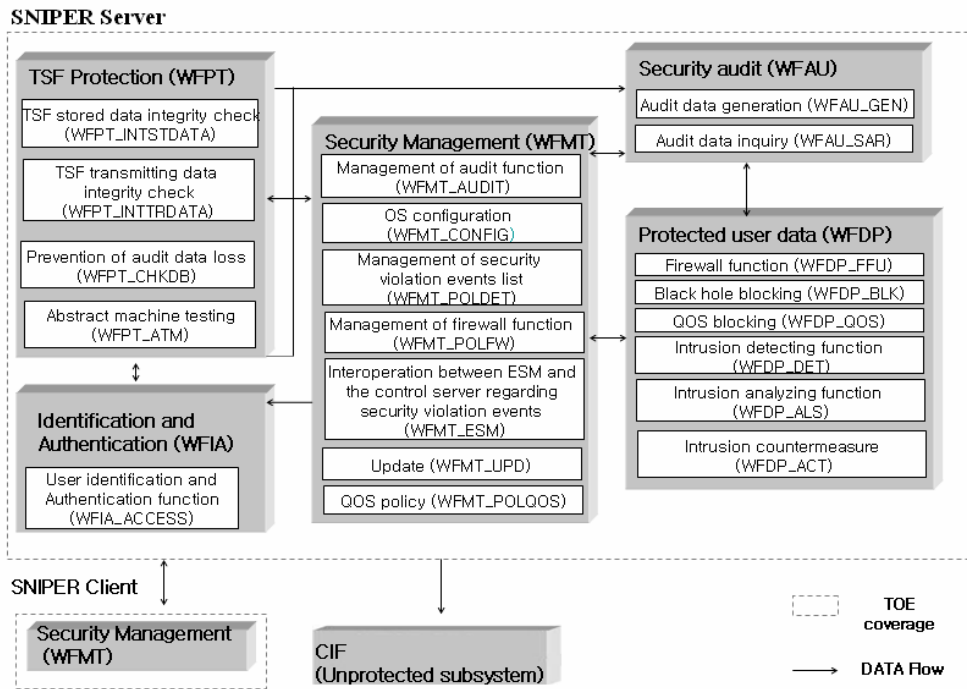 SNIPER Server
TSF Protection (WFPT)
TSF stored data integrity check
(WFPT_INTSTDATA)
TSF transmitting data
integrity check
(WFPT_INTTRDATA)
Prevention of audit data loss
(WFPT_CHKDB)
Abstract machine testing
(WFPT_ATM)
Identification and
Authentication (WFIA)
User identification and
Authentication function
(WFIA_ACCESS)
Security Management (WFMT)
Management of audit function
(WFMT_AUDIT)
OS configuration
(WFMT_CONFIG)
Management of security
violation events list
(WFMT_POLDET)
Management of firewall function
(WFMT_POLFW)
Interoperation between ESM and
the control server regarding
security violation events
(WFMT_ESM)
Update (WFMT_UPD)
QOS policy (WFMT_POLQOS)
Security audit (WFAU)
Audit data generation (WFAU_GEN)
Audit data inquiry (WFAU_SAR)
Protected user data (WFDP)
Firewall function (WFDP_FFU)
Black hole blocking (WFDP_BLK)
QOS blocking (WFDP_QOS)
Intrusion detecting function
(WFDP_DET)
Intrusion analyzing function
(WFDP_ALS)
Intrusion countermeasure
(WFDP_ACT)
SNIPER Client
Security Management
(WFMT)
CIF
(Unprotected subsystem)
TOE
coverage
DATA Flow